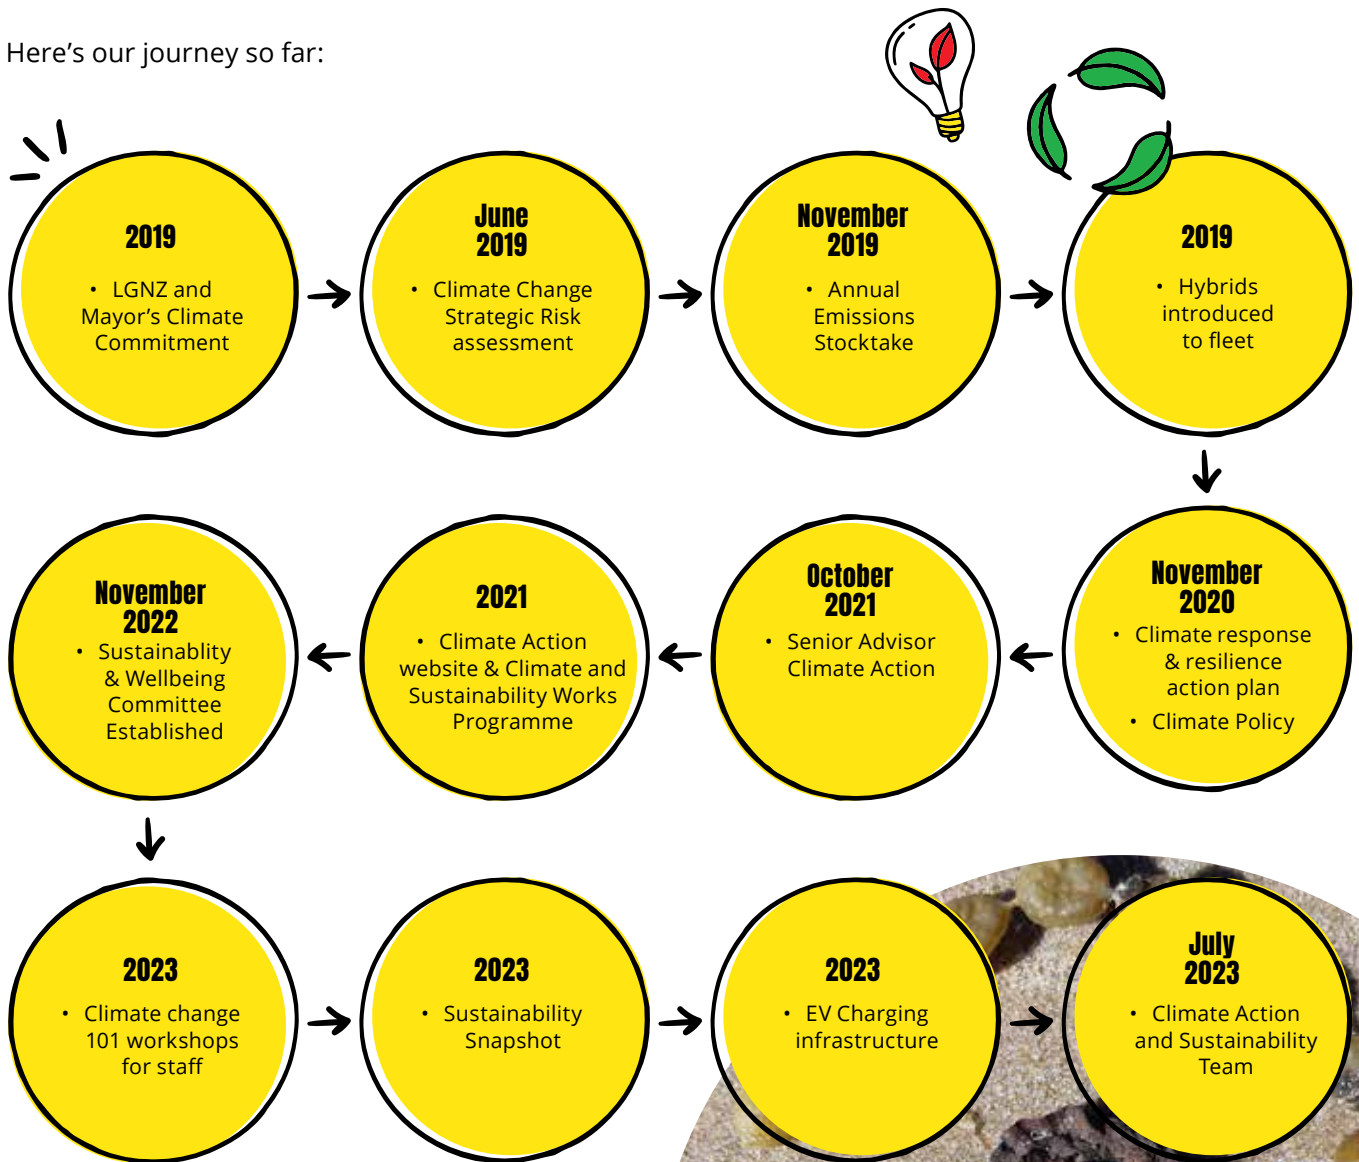 Here's our journey so far:
2019
• LGNZ and
Mayor's Climate
Commitment
June
2019
• Climate Change
Strategic Risk
assessment
November
2019
• Annual
Emissions
Stocktake
2019
• Hybrids
introduced
to fleet
November
2020
• Climate response
& resilience
action plan
• Climate Policy
October
2021
• Senior Advisor
Climate Action
2021
• Climate Action
website & Climate and
Sustainability Works
Programme
November
2022
• Sustainablity
& Wellbeing
Committee
Established
2023
• Climate change
101 workshops
for staff
2023
• Sustainability
Snapshot
2023
• EV Charging
infrastructure
July
2023
• Climate Action
and Sustainability
Team